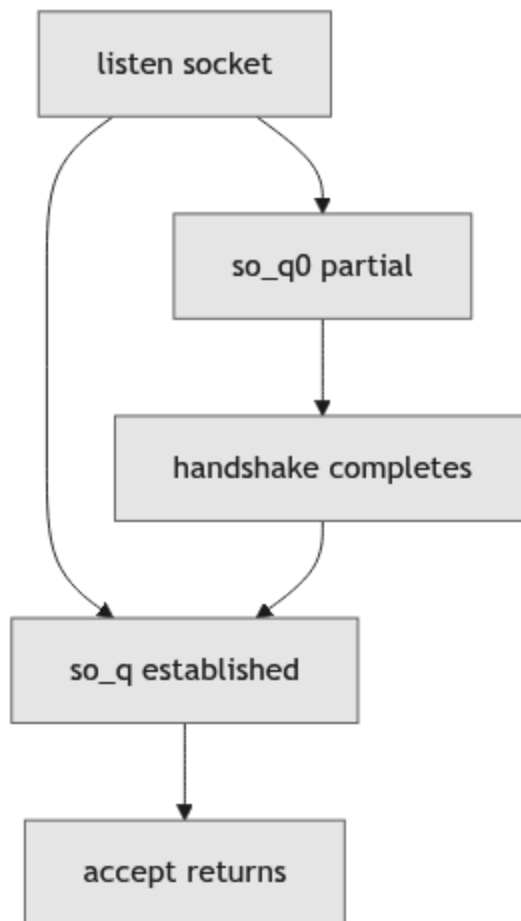 listen socket
so_q0 partial
handshake completes
so_q established
accept returns